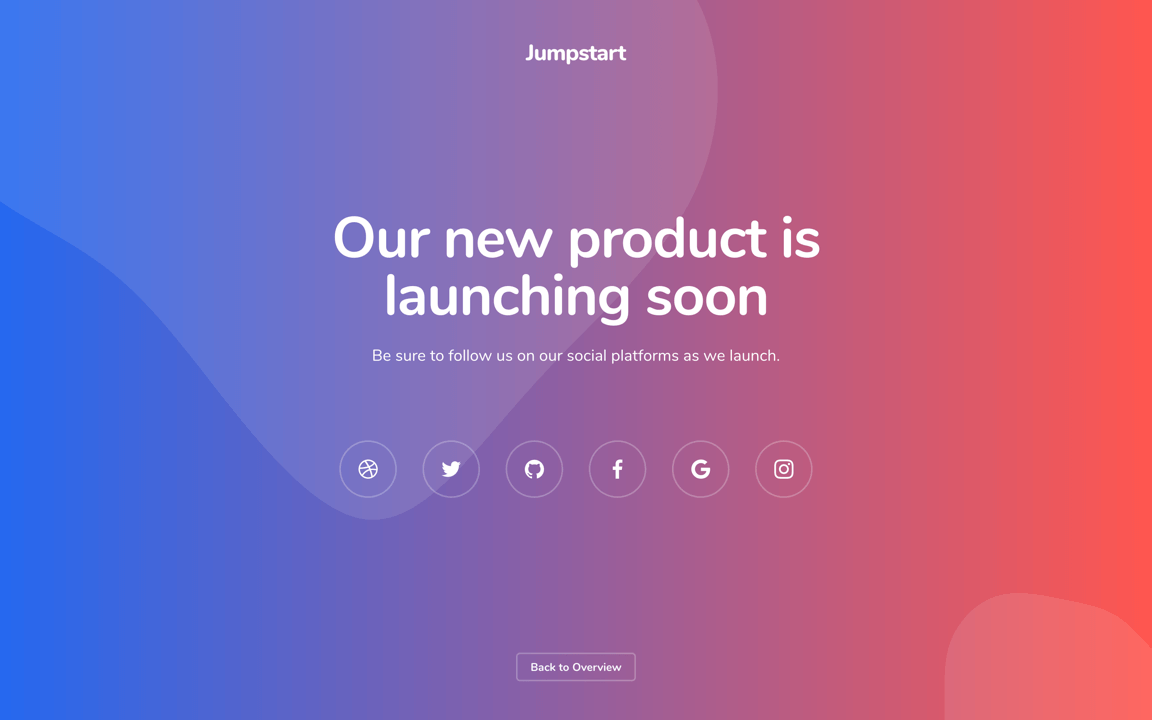 Jumpstart
Our new product is
launching soon
Be sure to follow us on our social platforms as we launch.
Back to Overview